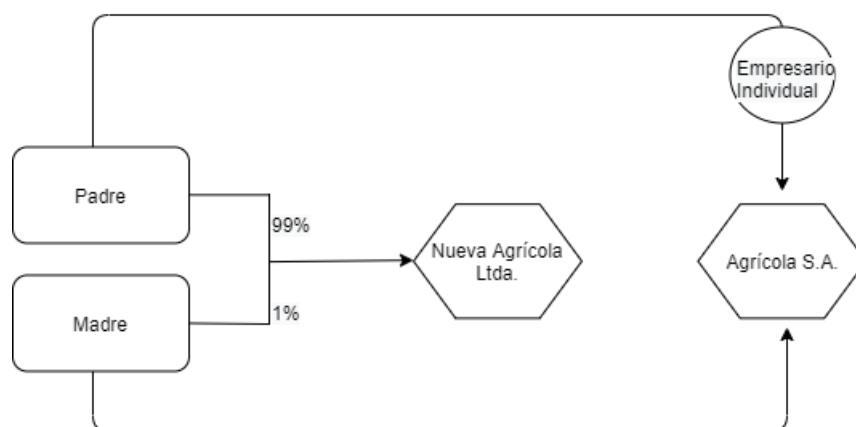 Empresario
Individual
Padre
99%
Nueva Agrícola
Ltda.
Agrícola S.A.
Madre
1%